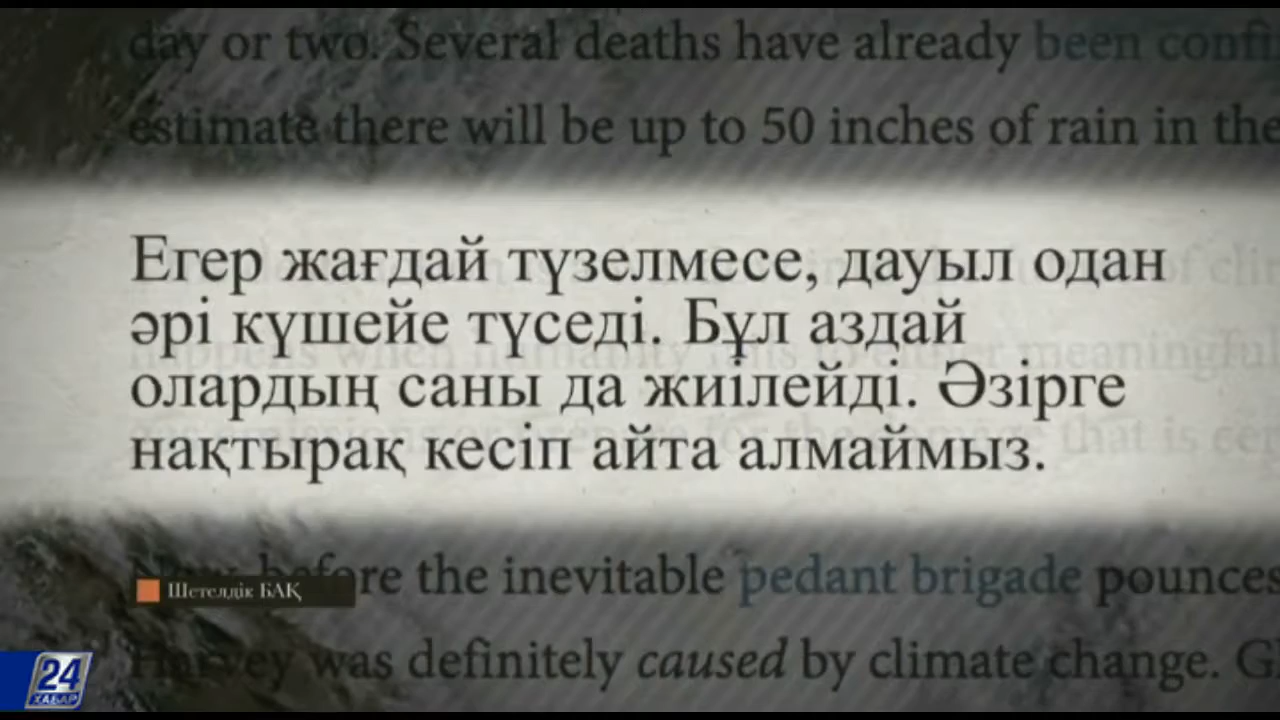 day or two. Several deaths have already been confi
estimate there will be up to 50 inches of rain in the
Егер жағдай түзелмесе, дауыл одан
әрі күшейе түседі. Бұл аздай
олардың саны да жиілейді. Әзірге
нақтырақ кесіп айта алмаймыз.
before the inevitable pedant brigade pounces
Шетелдік БАҚ
Harvey was definitely caused by climate change. G
24
ХАБАР